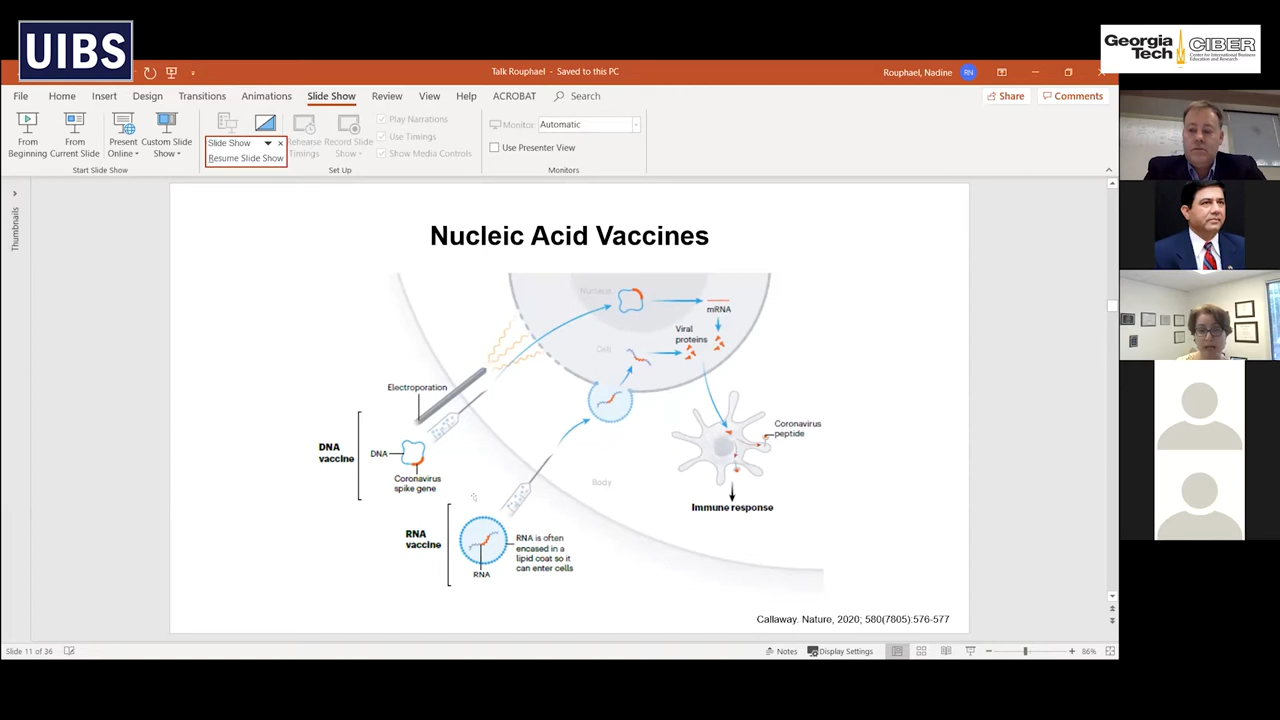 UIBS
Georgia Tech
CIBER
Center for International Business
Education and Research
Talk Rouphael - Saved to this PC
Rouphael, Nadine
RN
File
Home
Insert
Design
Transitions
Animations
Slide Show
Review
View
Help
ACROBAT
Search
Share
Comments
From Beginning
From Current Slide
Present Online
Custom Slide Show
Slide Show
Resume Slide Show
Rehearse Timings
Record Slide Show
Play Narrations
Use Timings
Show Media Controls
Monitor:
Automatic
Use Presenter View
Start Slide Show
Set Up
Monitors
Thumbnails
Nucleic Acid Vaccines
Nucleus
mRNA
Viral
proteins
Cell
Electroporation
DNA
vaccine
DNA
Coronavirus
spike gene
Coronavirus
peptide
Body
Immune response
RNA
vaccine
RNA is often
encased in a
lipid coat so it
can enter cells
RNA
Callaway. Nature, 2020; 580(7805):576-577
Slide 11 of 36
Notes
Display Settings
86%